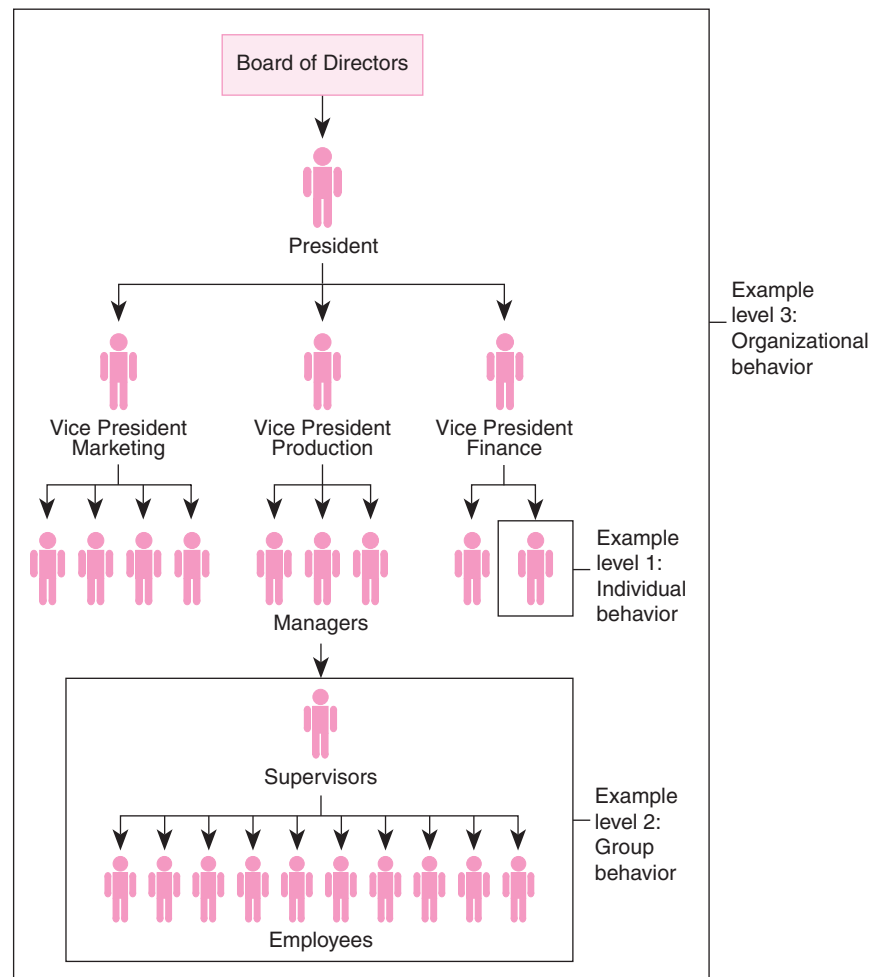 Board of Directors
President
Example
level 3:
Organizational
behavior
Vice President
Marketing
Vice President
Production
Vice President
Finance
Example
level 1:
Individual
behavior
Managers
Supervisors
Example
level 2:
Group
behavior
Employees